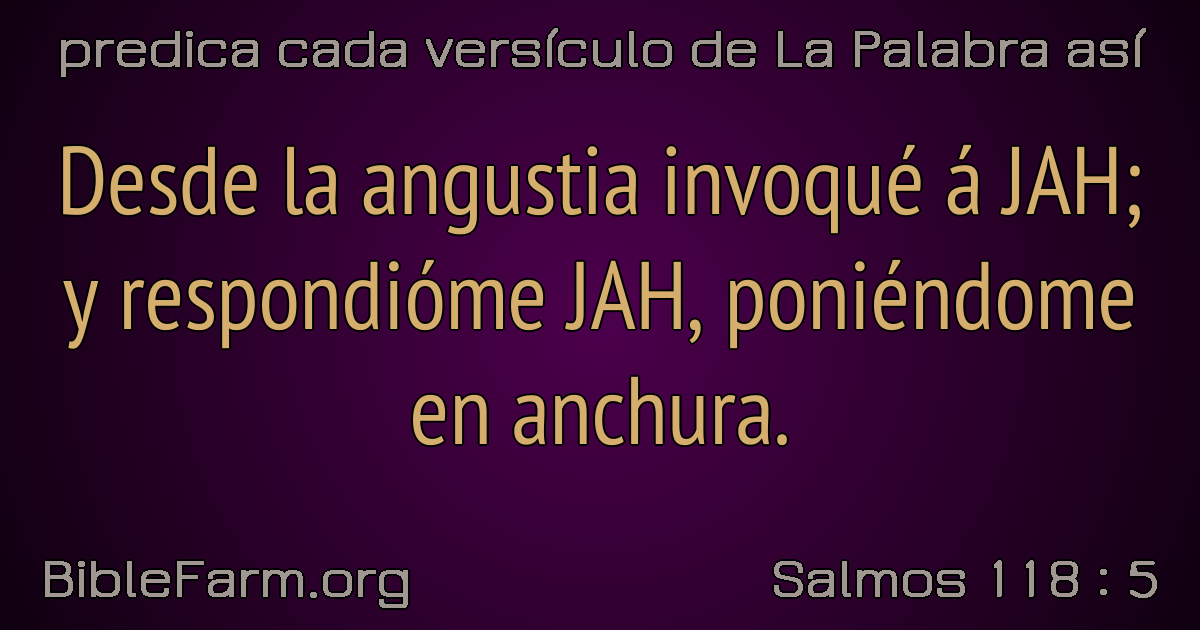 predica cada versículo de La Palabra así
Desde la angustia invoqué á JAH;
y respondióme JAH, poniéndome
en anchura.
BibleFarm.org
Salmos 118 : 5